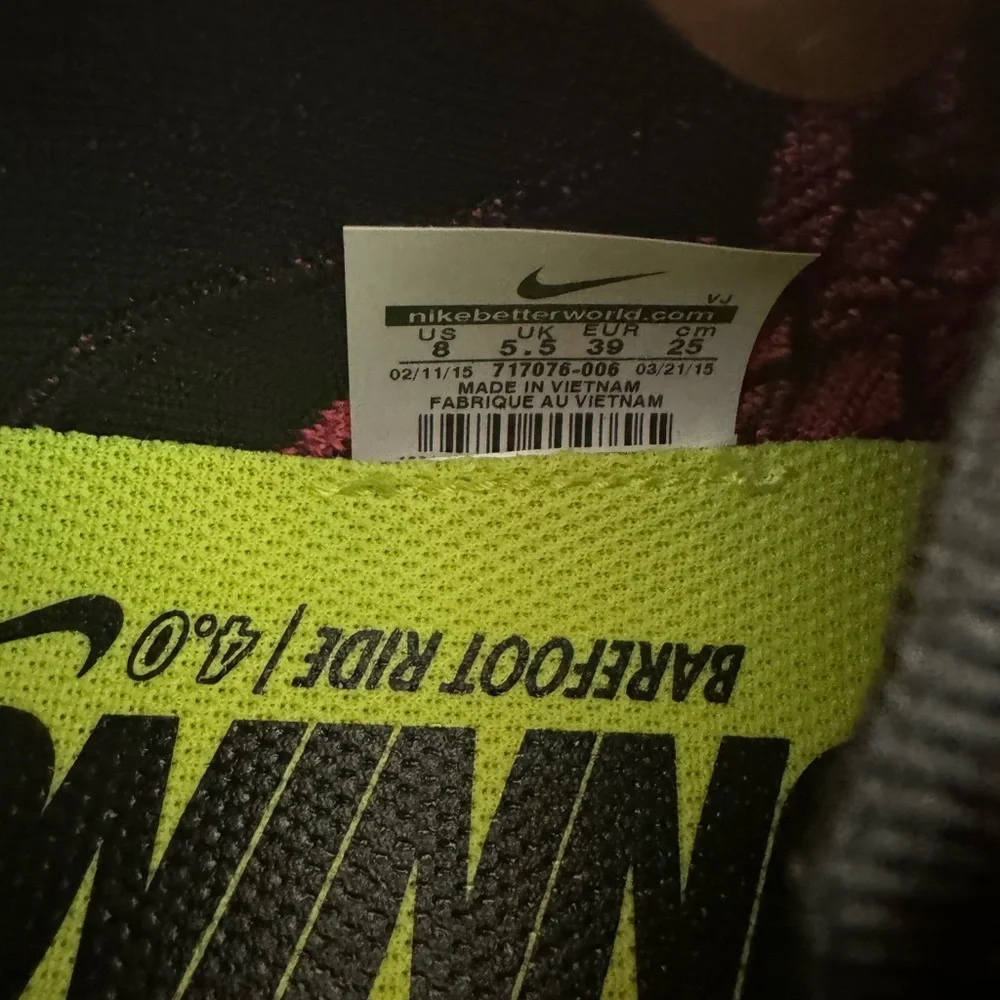 VJ
nikebetterworld.com
US UK EUR cm
8 5.5 39 25
02/11/15 717076-006 03/21/15
MADE IN VIETNAM
FABRIQUE AU VIETNAM
BAREFOOT RIDE | 4.0